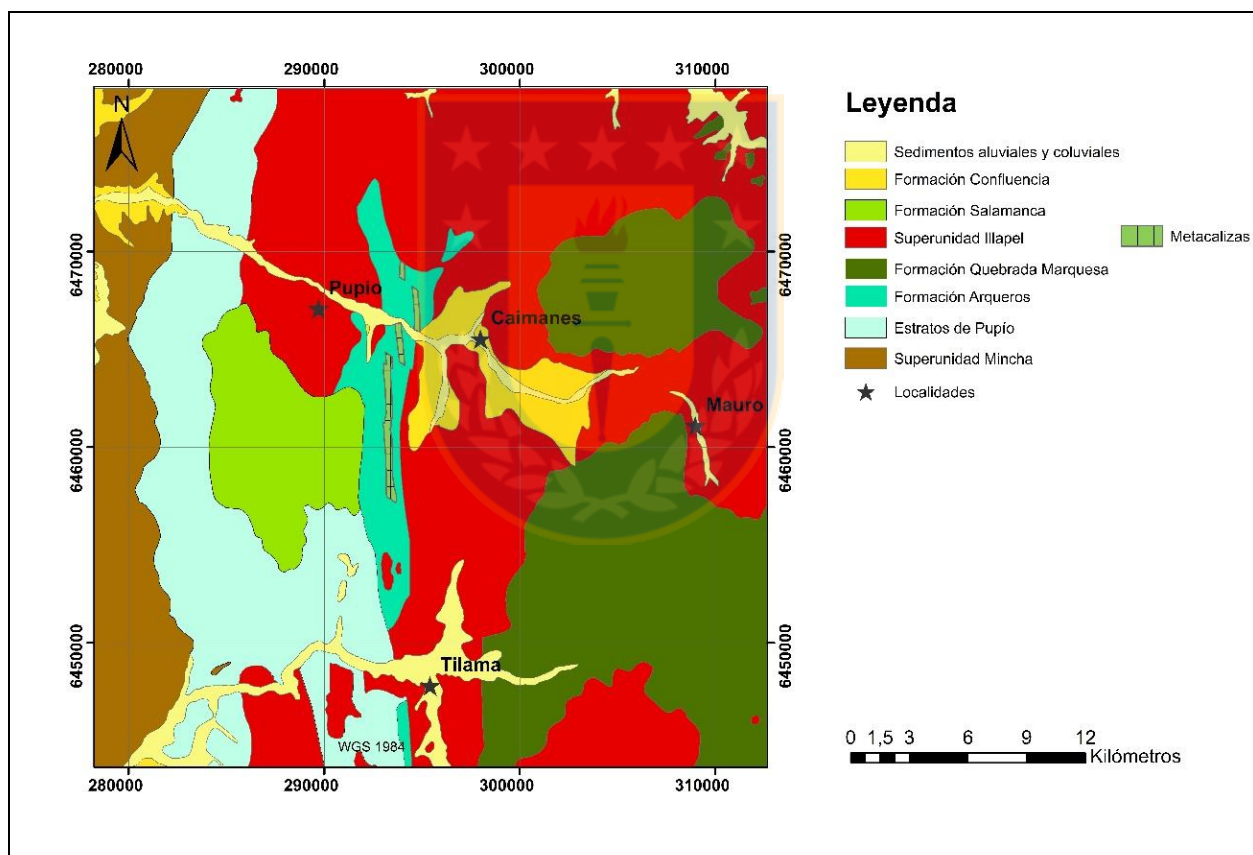 280000 290000 300000 310000
N
6470000 6470000
6460000 6460000
6450000 6450000
Pupio
Caimanes
Mauro
Tilama
WGS 1984
280000 290000 300000 310000
Leyenda
Sedimentos aluviales y coluviales
Formación Confluencia
Formación Salamanca
Superunidad Illapel
Metacalizas
Formación Quebrada Marquesa
Formación Arqueros
Estratos de Pupío
Superunidad Mincha
Localidades
0 1,5 3 6 9 12
Kilómetros